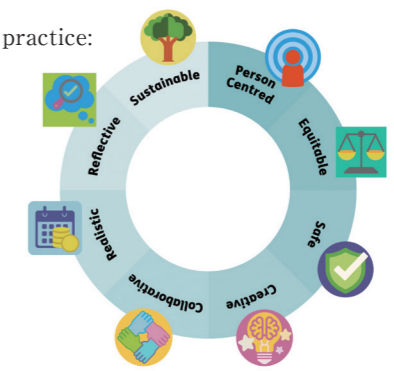 practice:
Person
Centred
Equitable
Safe
Creative
Collaborative
Realistic
Reflective
Sustainable